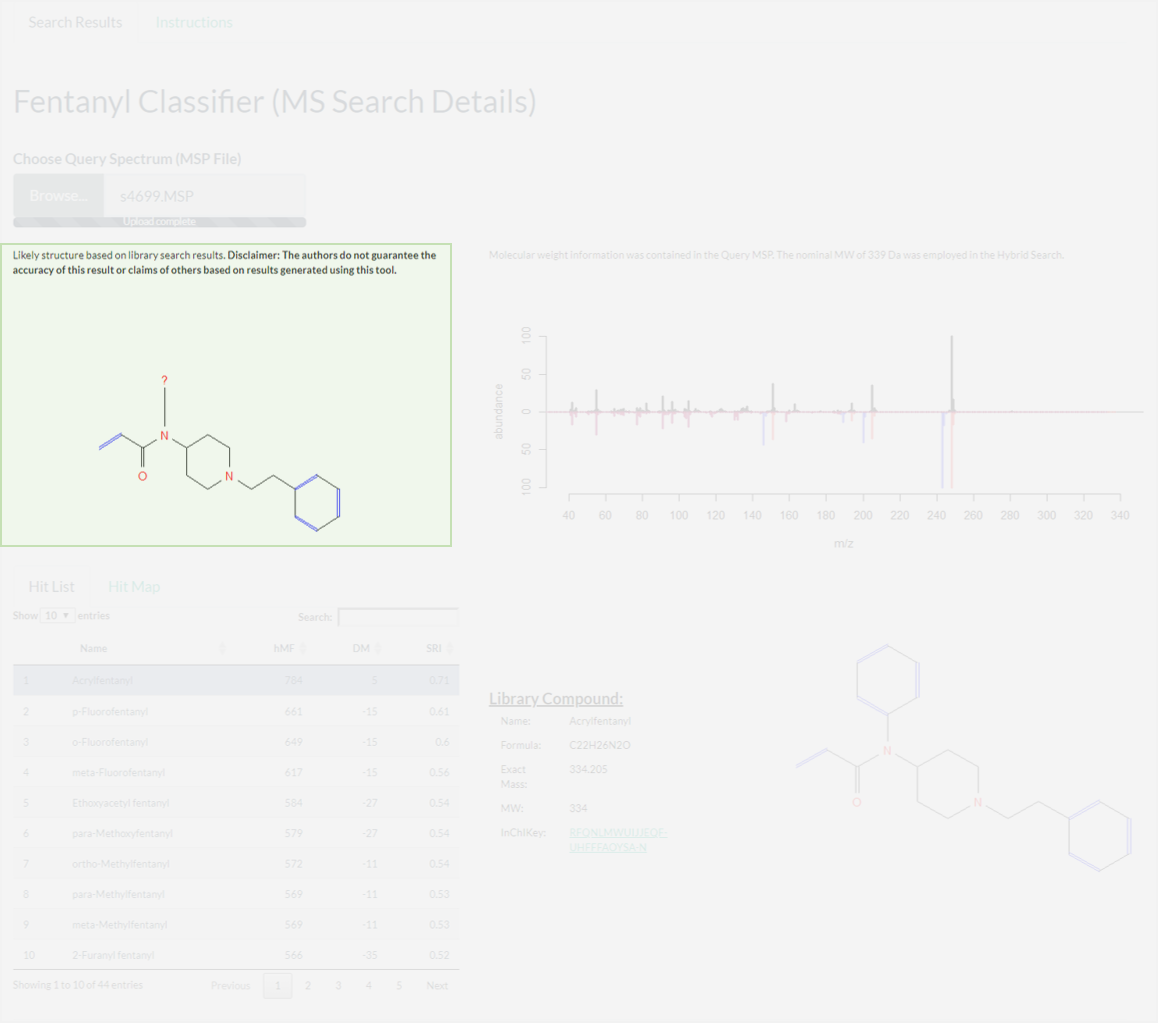 Search Results Instructions
Fentanyl Classifier (MS Search Details)
Choose Query Spectrum (MSP File)
Browse... s4699.MSP
Upload complete
Likely structure based on library search results. Disclaimer: The authors do not guarantee the
accuracy of this result or claims of others based on results generated using this tool.
Molecular weight information was contained in the Query MSP. The nominal MW of 339 Da was employed in the Hybrid Search.
?
N
O
N
abundance
100
50
0
50
100
40 60 80 100 120 140 160 180 200 220 240 260 280 300 320 340
m/z
Hit List Hit Map
Show 10 entries Search:
Name hMF DM SRI
1 Acrylfentanyl 784 5 0.71
2 p-Fluorofentanyl 661 -15 0.61
3 o-Fluorofentanyl 649 -15 0.6
4 meta-Fluorofentanyl 617 -15 0.56
5 Ethoxyacetyl fentanyl 584 -27 0.54
6 para-Methoxyfentanyl 579 -27 0.54
7 ortho-Methylfentanyl 572 -11 0.54
8 para-Methylfentanyl 569 -11 0.53
9 meta-Methylfentanyl 569 -11 0.53
10 2-Furanyl fentanyl 566 -35 0.52
Showing 1 to 10 of 44 entries Previous 1 2 3 4 5 Next
Library Compound:
Name: Acrylfentanyl
Formula: C22H26N2O
Exact Mass: 334.205
MW: 334
InChIKey:
UHFFFAOYSA-N
N
O
N